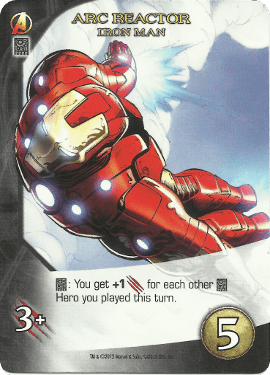 ARC REACTOR
IRON MAN
: You get +1 for each other
Hero you played this turn.
3+
5